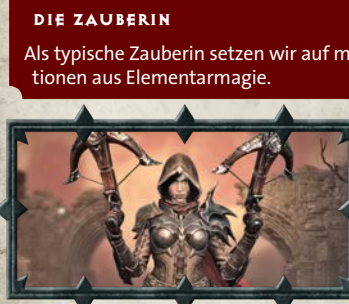 DIE ZAUBERIN
Als typische Zauberin setzen wir auf m
tionen aus Elementarmagie.